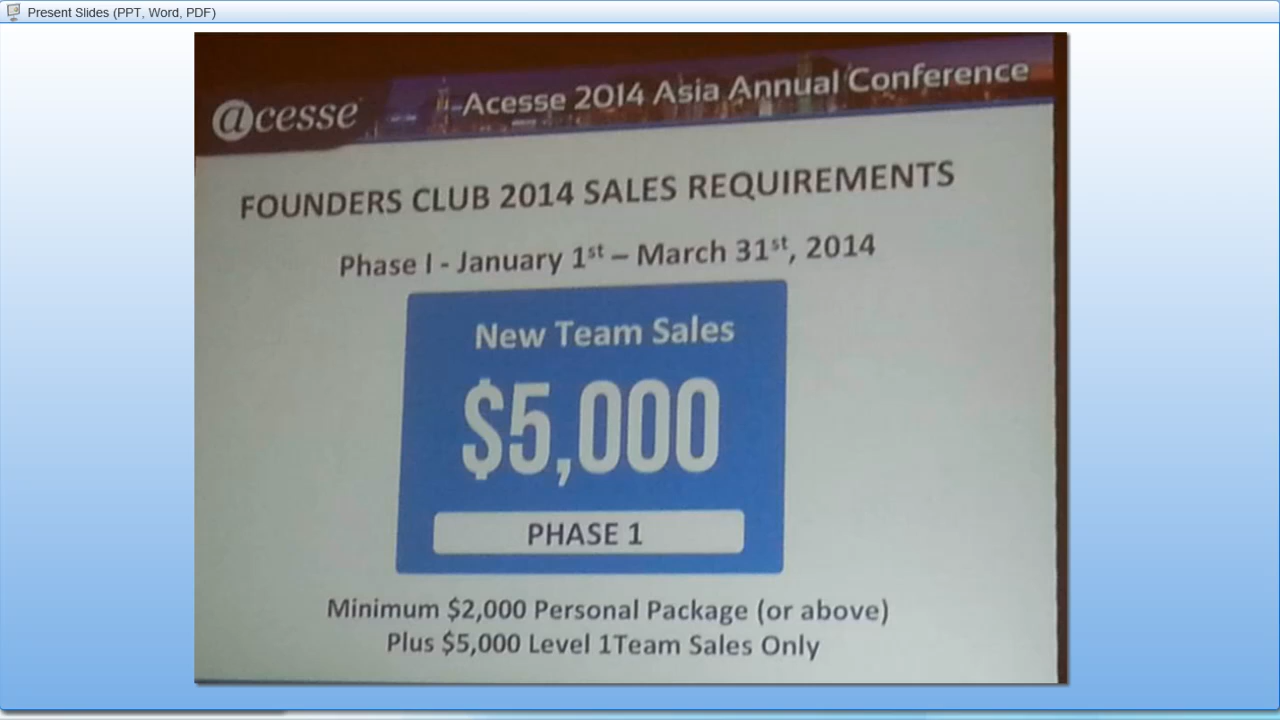 Present Slides (PPT, Word, PDF)
@cesse
Acesse 2014 Asia Annual Conference
FOUNDERS CLUB 2014 SALES REQUIREMENTS
Phase I - January 1st – March 31st, 2014
New Team Sales
$5,000
PHASE 1
Minimum $2,000 Personal Package (or above)
Plus $5,000 Level 1Team Sales Only